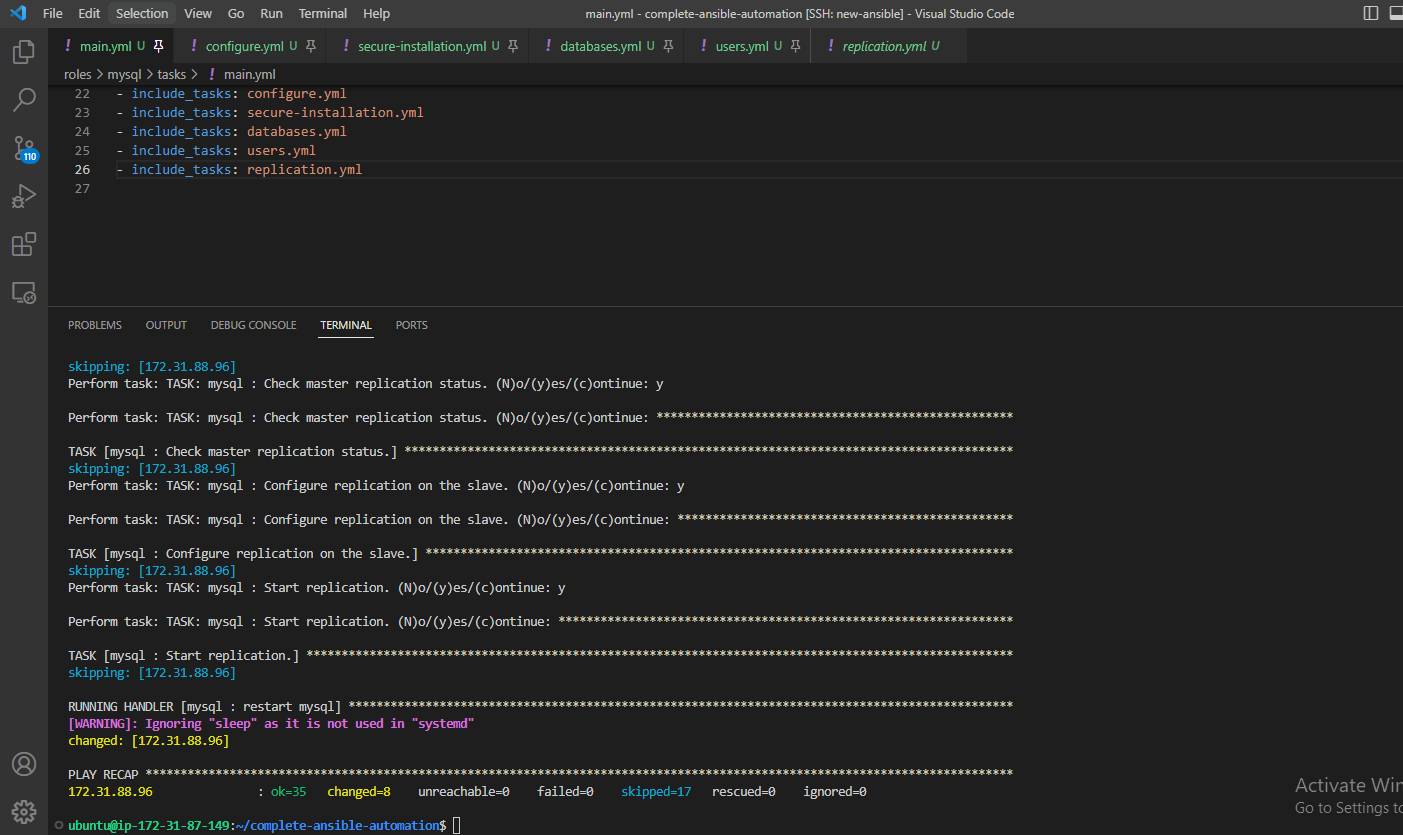 File Edit Selection View Go Run Terminal Help main.yml - complete-ansible-automation [SSH: new-ansible] - Visual Studio Code
! main.yml U ! configure.yml U ! secure-installation.yml U ! databases.yml U ! users.yml U ! replication.yml U
roles > mysql > tasks > ! main.yml
22 - include_tasks: configure.yml
23 - include_tasks: secure-installation.yml
24 - include_tasks: databases.yml
25 - include_tasks: users.yml
26 - include_tasks: replication.yml
27
110
PROBLEMS OUTPUT DEBUG CONSOLE TERMINAL PORTS
skipping: [172.31.88.96]
Perform task: TASK: mysql : Check master replication status. (N)o/(y)es/(c)ontinue: y
Perform task: TASK: mysql : Check master replication status. (N)o/(y)es/(c)ontinue: ***************************************************
TASK [mysql : Check master replication status.] ***************************************************************************************
skipping: [172.31.88.96]
Perform task: TASK: mysql : Configure replication on the slave. (N)o/(y)es/(c)ontinue: y
Perform task: TASK: mysql : Configure replication on the slave. (N)o/(y)es/(c)ontinue: ************************************************
TASK [mysql : Configure replication on the slave.] ************************************************************************************
skipping: [172.31.88.96]
Perform task: TASK: mysql : Start replication. (N)o/(y)es/(c)ontinue: y
Perform task: TASK: mysql : Start replication. (N)o/(y)es/(c)ontinue: *****************************************************************
TASK [mysql : Start replication.] *****************************************************************************************************
skipping: [172.31.88.96]
RUNNING HANDLER [mysql : restart mysql] ***********************************************************************************************
[WARNING]: Ignoring "sleep" as it is not used in "systemd"
changed: [172.31.88.96]
PLAY RECAP ****************************************************************************************************************************
172.31.88.96 : ok=35 changed=8 unreachable=0 failed=0 skipped=17 rescued=0 ignored=0
ubuntu@ip-172-31-87-149:~/complete-ansible-automation$
Activate Win
Go to Settings to